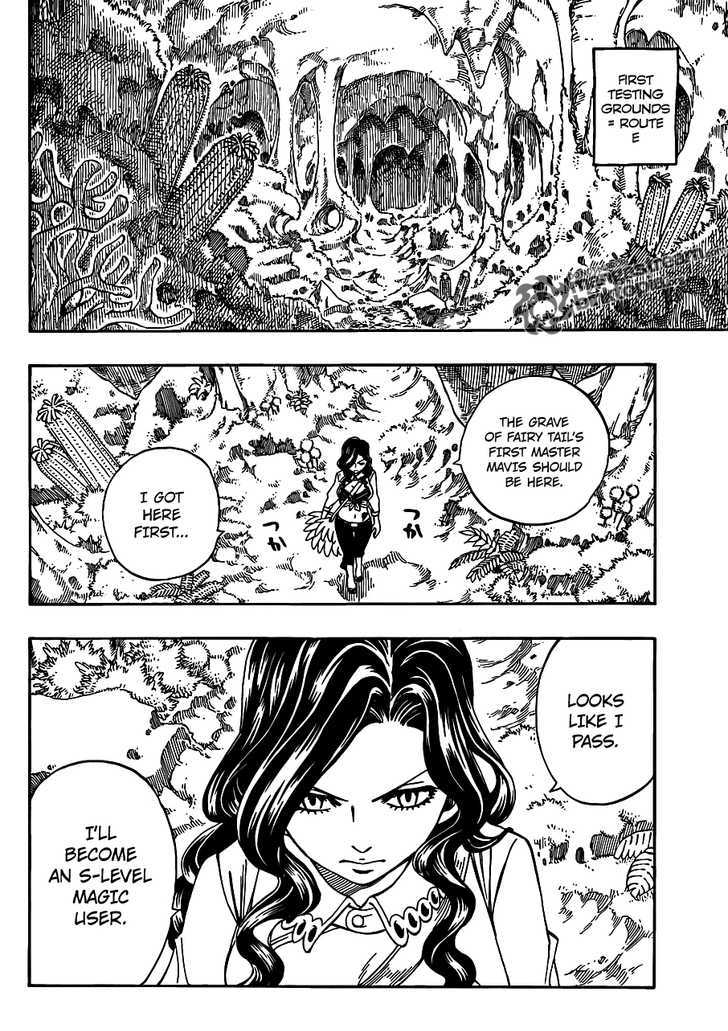 FIRST
TESTING
GROUNDS
= ROUTE
E
THE GRAVE
OF FAIRY TAIL'S
FIRST MASTER
MAVIS SHOULD
BE HERE.
I GOT
HERE
FIRST...
つかつか
LOOKS
LIKE I
PASS.
I'LL
BECOME
AN S-LEVEL
MAGIC
USER.